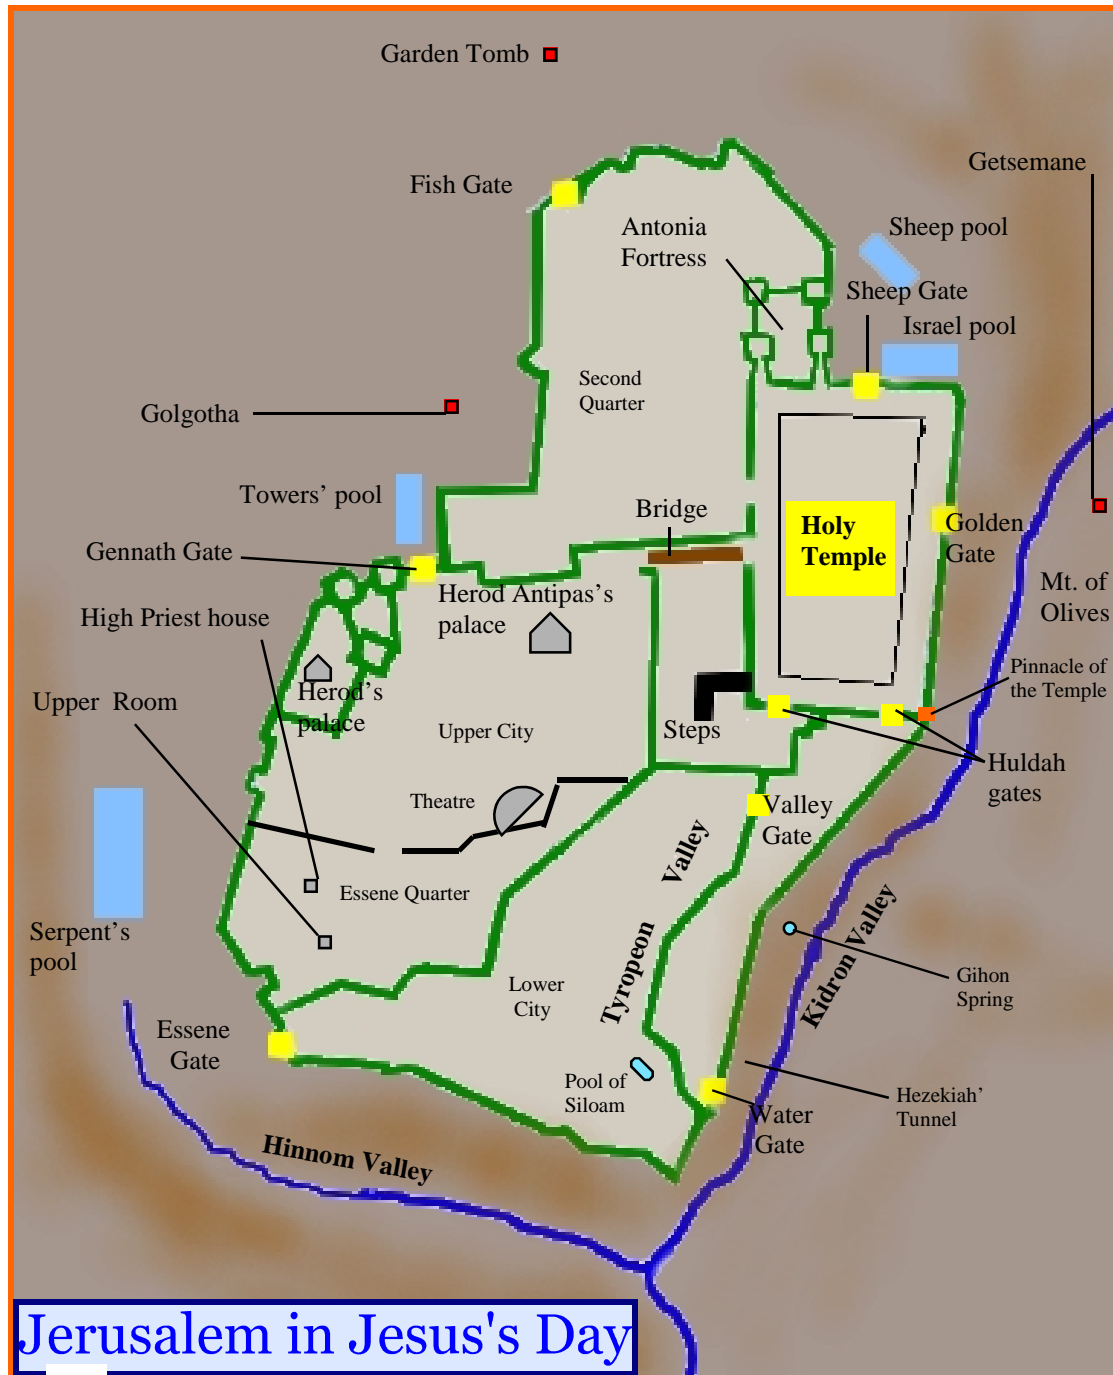 Garden Tomb
Getsemane
Fish Gate
Antonia
Fortress
Sheep pool
Sheep Gate
Israel pool
Second
Quarter
Golgotha
Towers’ pool
Bridge
Holy
Temple
Golden
Gate
Gennath Gate
Herod Antipas’s
palace
Mt. of
Olives
High Priest house
Pinnacle of
the Temple
Upper Room
Herod’s
palace
Upper City
Steps
Huldah
gates
Theatre
Valley
Gate
Tyropeon Valley
Essene Quarter
Serpent’s
pool
Kidron Valley
Gihon
Spring
Lower
City
Essene
Gate
Pool of
Siloam
Hezekiah’
Tunnel
Water
Gate
Hinnom Valley
Jerusalem in Jesus's Day